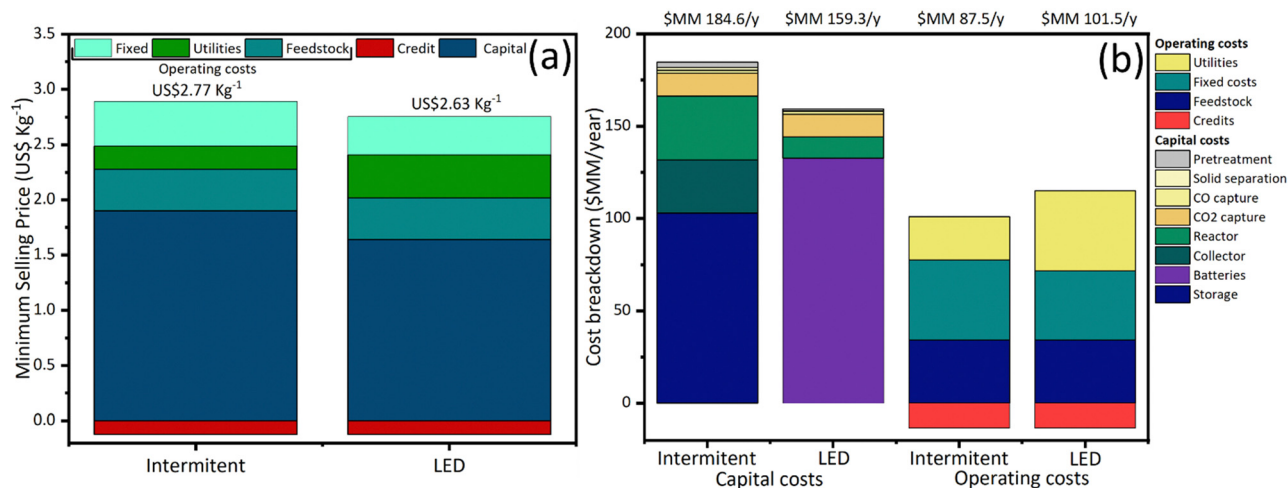 (a)
Fixed Utilities Feedstock Credit Capital
Operating costs
US$2.77 Kg-1
US$2.63 Kg-1
Minimum Selling Price (US$ Kg-1)
3.5
3.0
2.5
2.0
1.5
1.0
0.5
0.0
Intermitent LED
$MM 184.6/y $MM 159.3/y $MM 87.5/y $MM 101.5/y
(b)
Cost breackdown ($MM/year)
200
150
100
50
0
Intermitent LED Intermitent LED
Capital costs Operating costs
Operating costs
Utilities
Fixed costs
Feedstock
Credits
Capital costs
Pretreatment
Solid separation
CO capture
CO2 capture
Reactor
Collector
Batteries
Storage